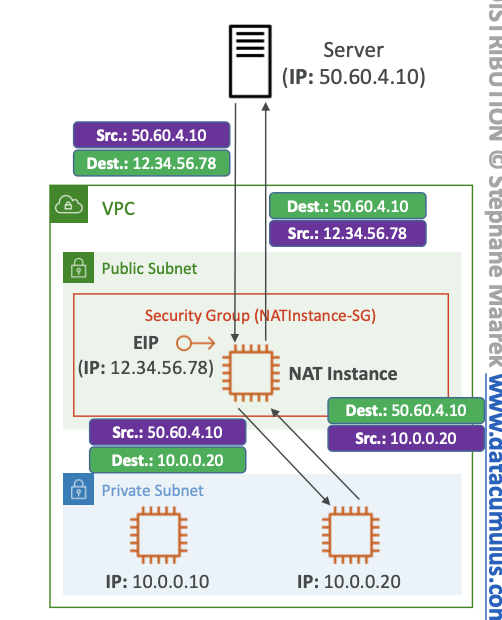 Server
(IP: 50.60.4.10)
Src.: 50.60.4.10
Dest.: 12.34.56.78
Dest.: 50.60.4.10
Src.: 12.34.56.78
VPC
Public Subnet
Security Group (NATInstance-SG)
EIP
(IP: 12.34.56.78)
NAT Instance
Dest.: 50.60.4.10
Src.: 10.0.0.20
Src.: 50.60.4.10
Dest.: 10.0.0.20
Private Subnet
IP: 10.0.0.10
IP: 10.0.0.20
DISTRIBUTION © Stephane Maarek www.datacumulus.com